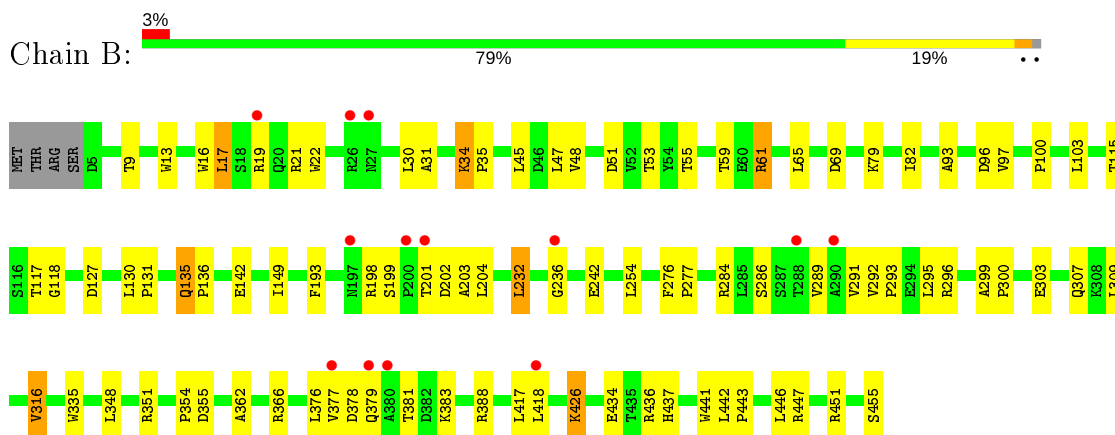 3%
Chain B:
79%
19%
• •
MET THR ARG SER D5 T9 W13 W16 L17 S18 R19 Q20 R21 W22 R26 N27 L30 A31 K34 P35 L45 D46 L47 V48 D51 V52 T53 Y54 T55 T59 E60 R61 L65 D69 K79 I82 A93 D96 V97 P100 L103 T115
S116 T117 G118 D127 L130 P131 Q135 P136 E142 I149 F193 N197 R198 S199 P200 T201 D202 A203 L204 L232 G236 E242 L254 F276 P277 R284 L285 S286 S287 T288 V289 A290 V291 V292 P293 E294 L295 R296 A299 P300 E303 Q307 K308 L309
V316 W335 L348 R351 P354 D355 A362 R366 L376 V377 D378 Q379 A380 T381 D382 K383 R388 L417 L418 K426 E434 T435 R436 H437 W441 L442 P443 L446 R447 R451 S455